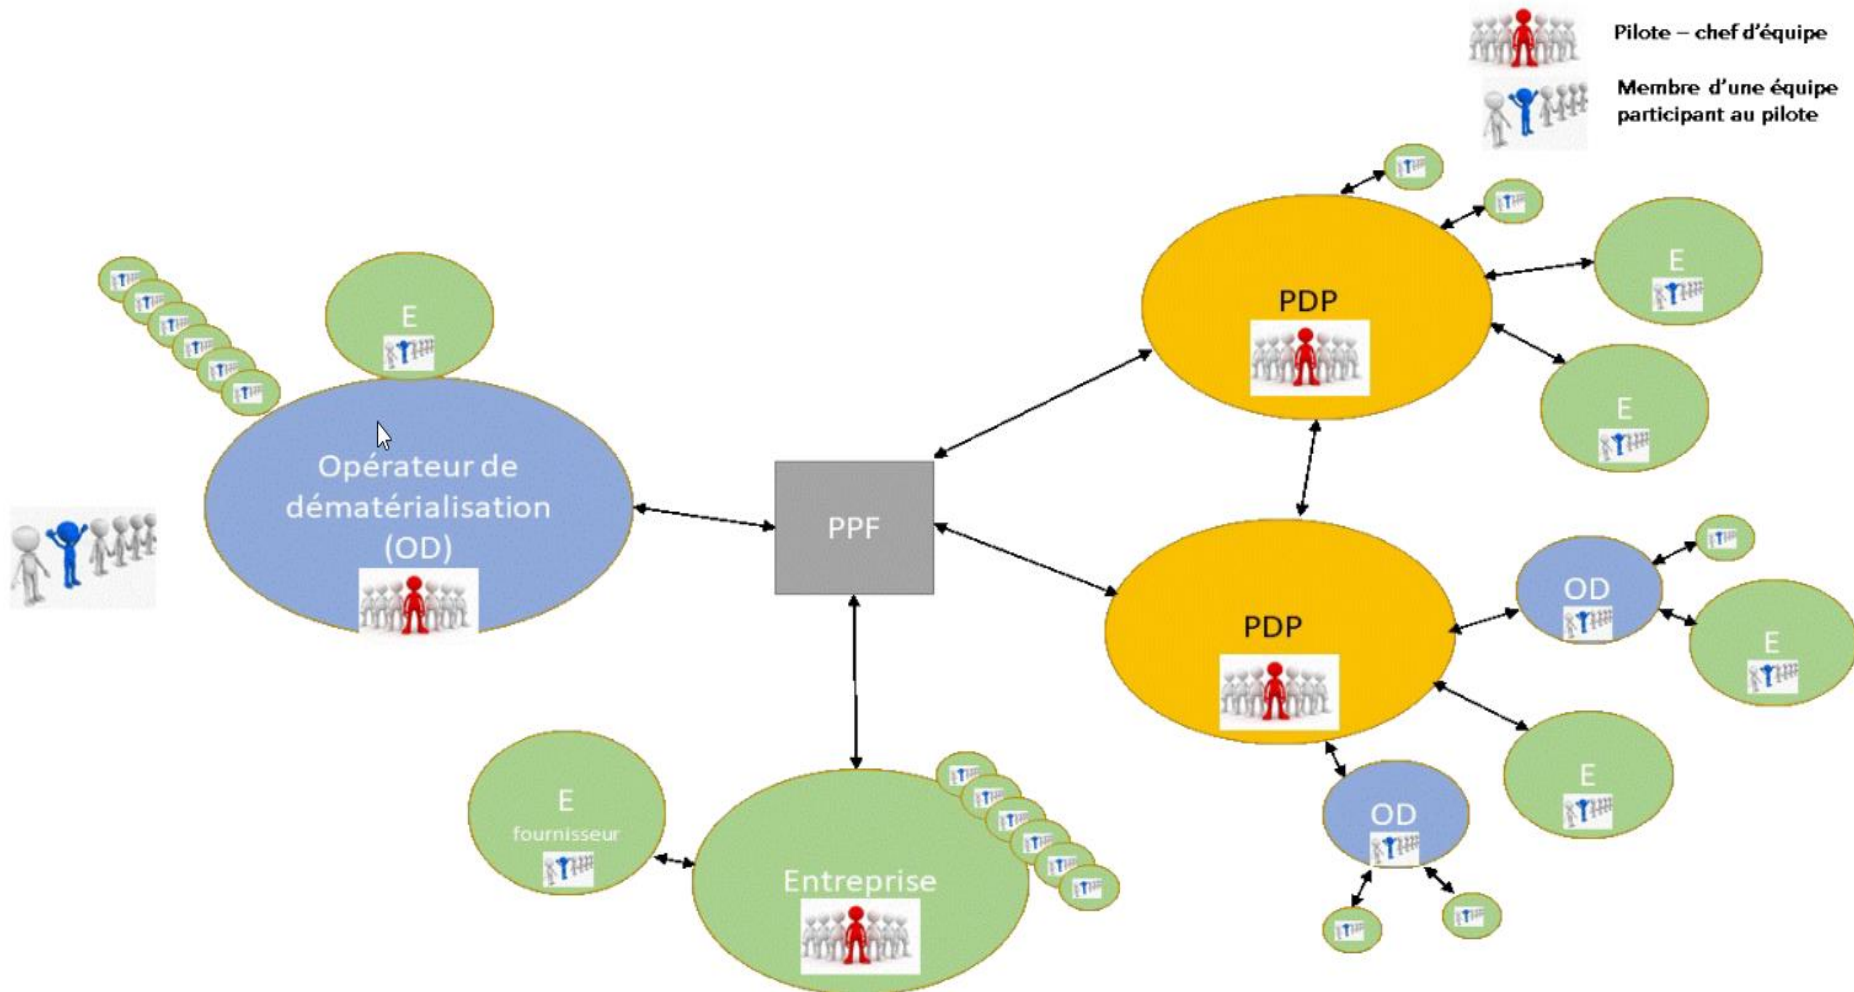 Pilote – chef d'équipe
Membre d'une équipe
participant au pilote
E
E
PDP
E
E
Opérateur de
dématérialisation
(OD)
PPF
OD
PDP
E
E
E
fournisseur
OD
Entreprise